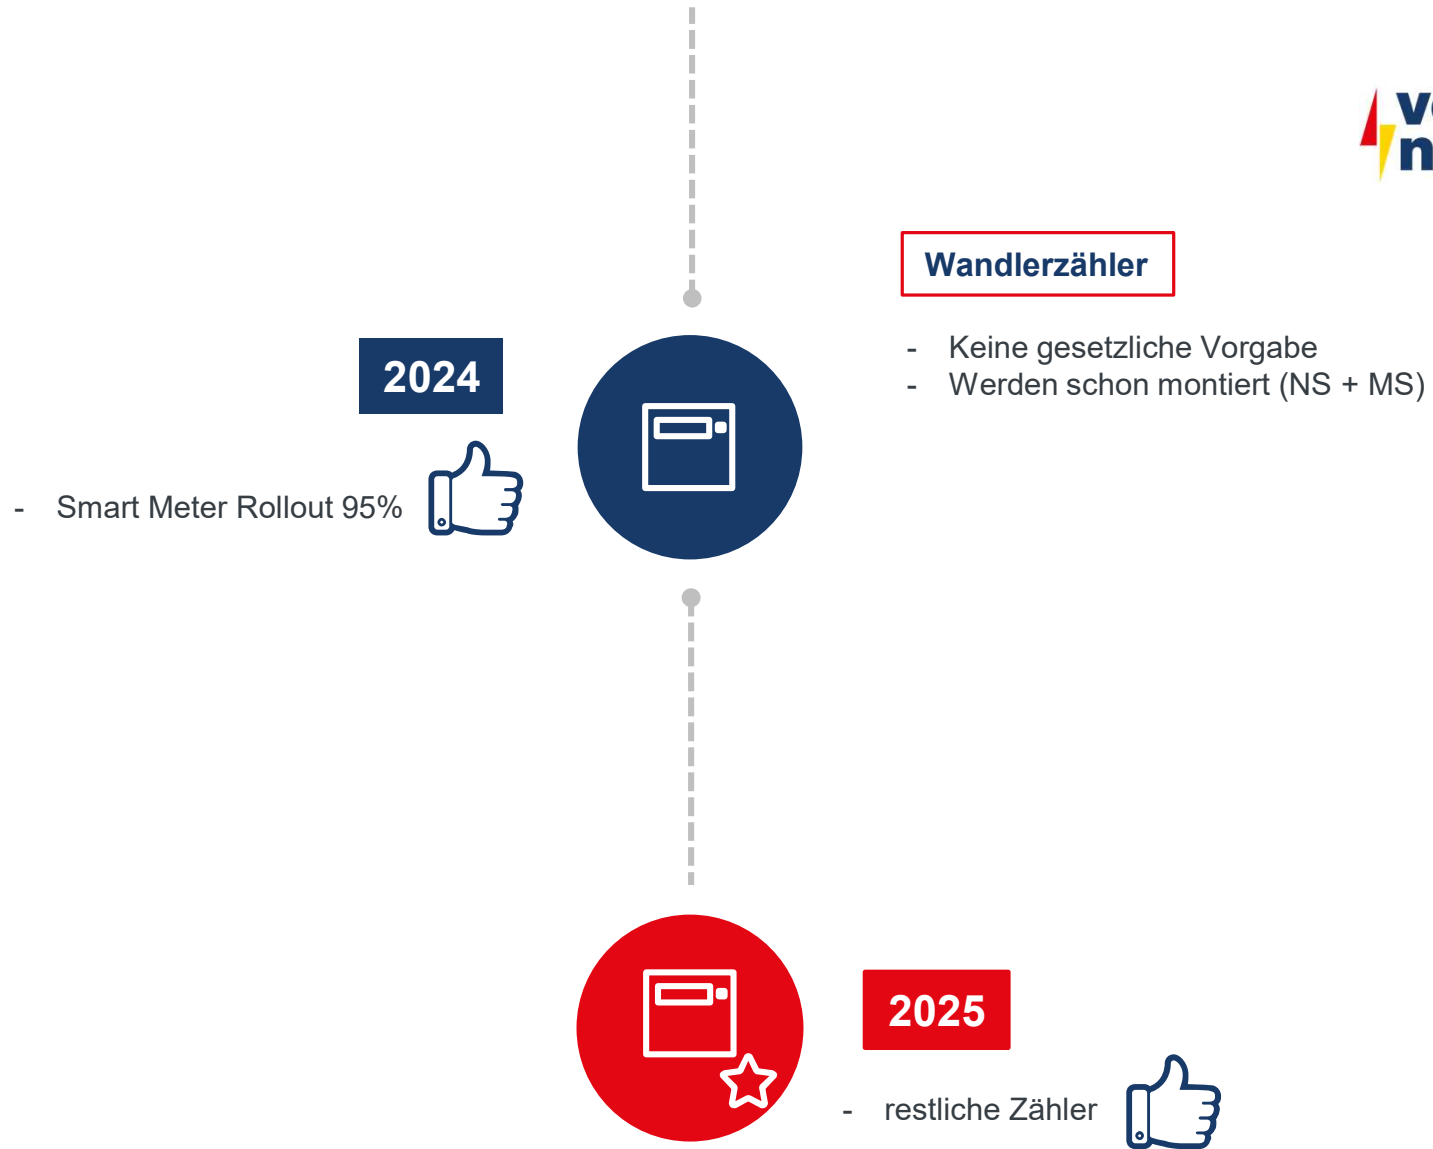 Wandlerzähler
- Keine gesetzliche Vorgabe
- Werden schon montiert (NS + MS)
2024
- Smart Meter Rollout 95%
2025
- restliche Zähler